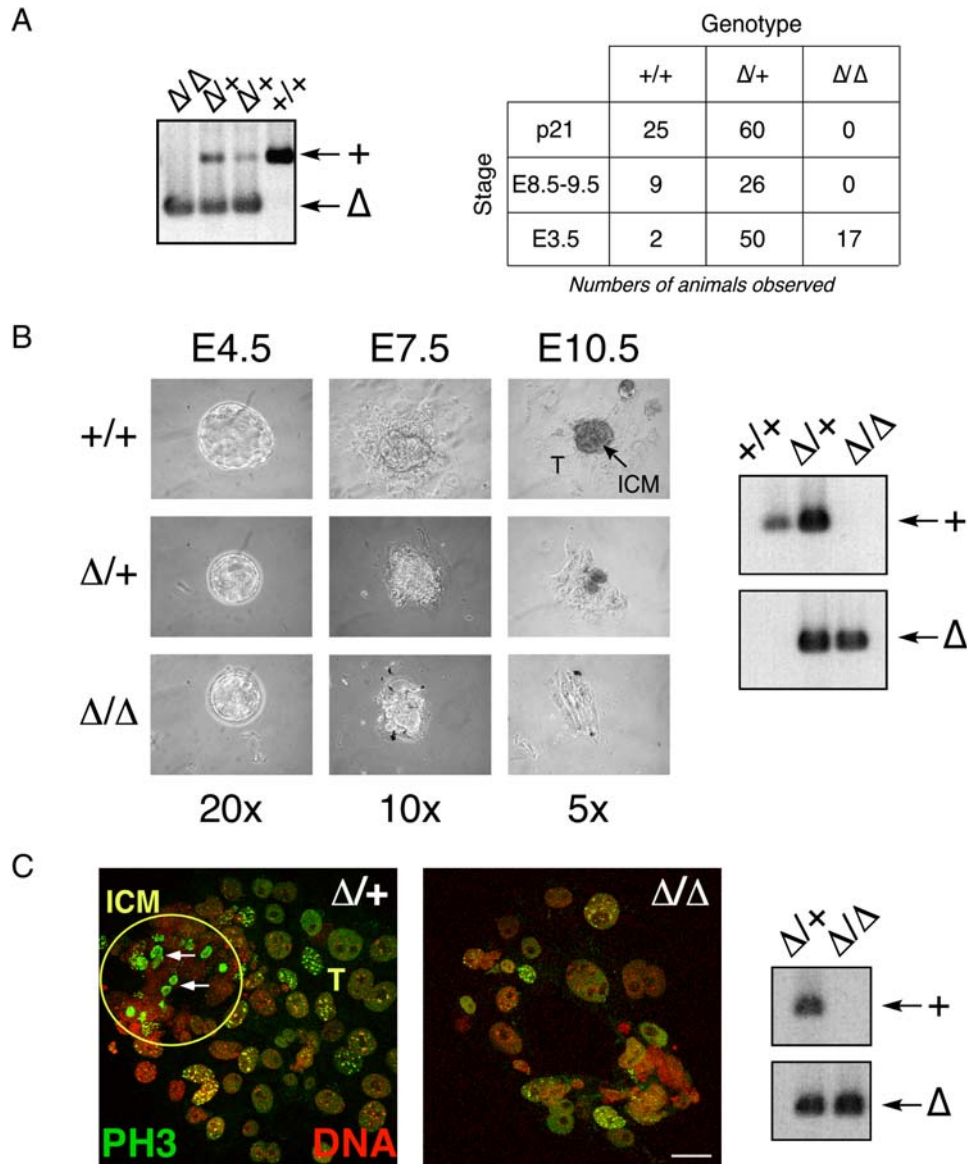 A
Δ/Δ Δ/+ Δ/+ +/+
+
Δ
Genotype
+/+ Δ/+ Δ/Δ
Stage
p21 25 60 0
E8.5-9.5 9 26 0
E3.5 2 50 17
Numbers of animals observed
B
E4.5 E7.5 E10.5
+/+
T
ICM
Δ/+
Δ/Δ
20x 10x 5x
+/+ Δ/+ Δ/Δ
+
Δ
C
ICM
Δ/+
T
PH3 DNA
Δ/Δ
Δ/+ Δ/Δ
+
Δ